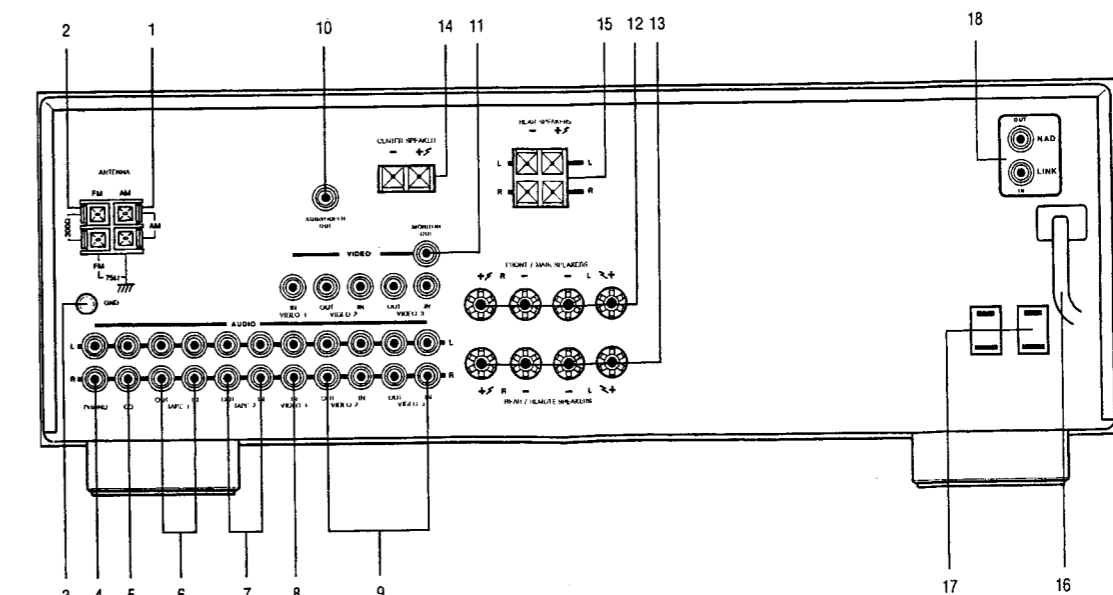 2 1 10 14 11 15 12 13 18
REAR SPEAKERS
- +
CENTER SPEAKER
- +
L L
R R
OUT
NAD
LINK
IN
ANTENNA
FM AM
300Ω AM
FM
75Ω
GND
SUBWOOFER
OUT
MONITOR
OUT
VIDEO
IN OUT IN OUT IN
VIDEO 1 VIDEO 2 VIDEO 3
FRONT / MAIN SPEAKERS
+ R - - L +
AUDIO
L L
R R
OUT IN OUT IN IN OUT IN OUT IN
PHONO CD TAPE 1 TAPE 2 VIDEO 1 VIDEO 2 VIDEO 3
+ R - - L +
REAR / REMOTE SPEAKERS
3 4 5 6 7 8 9 17 16